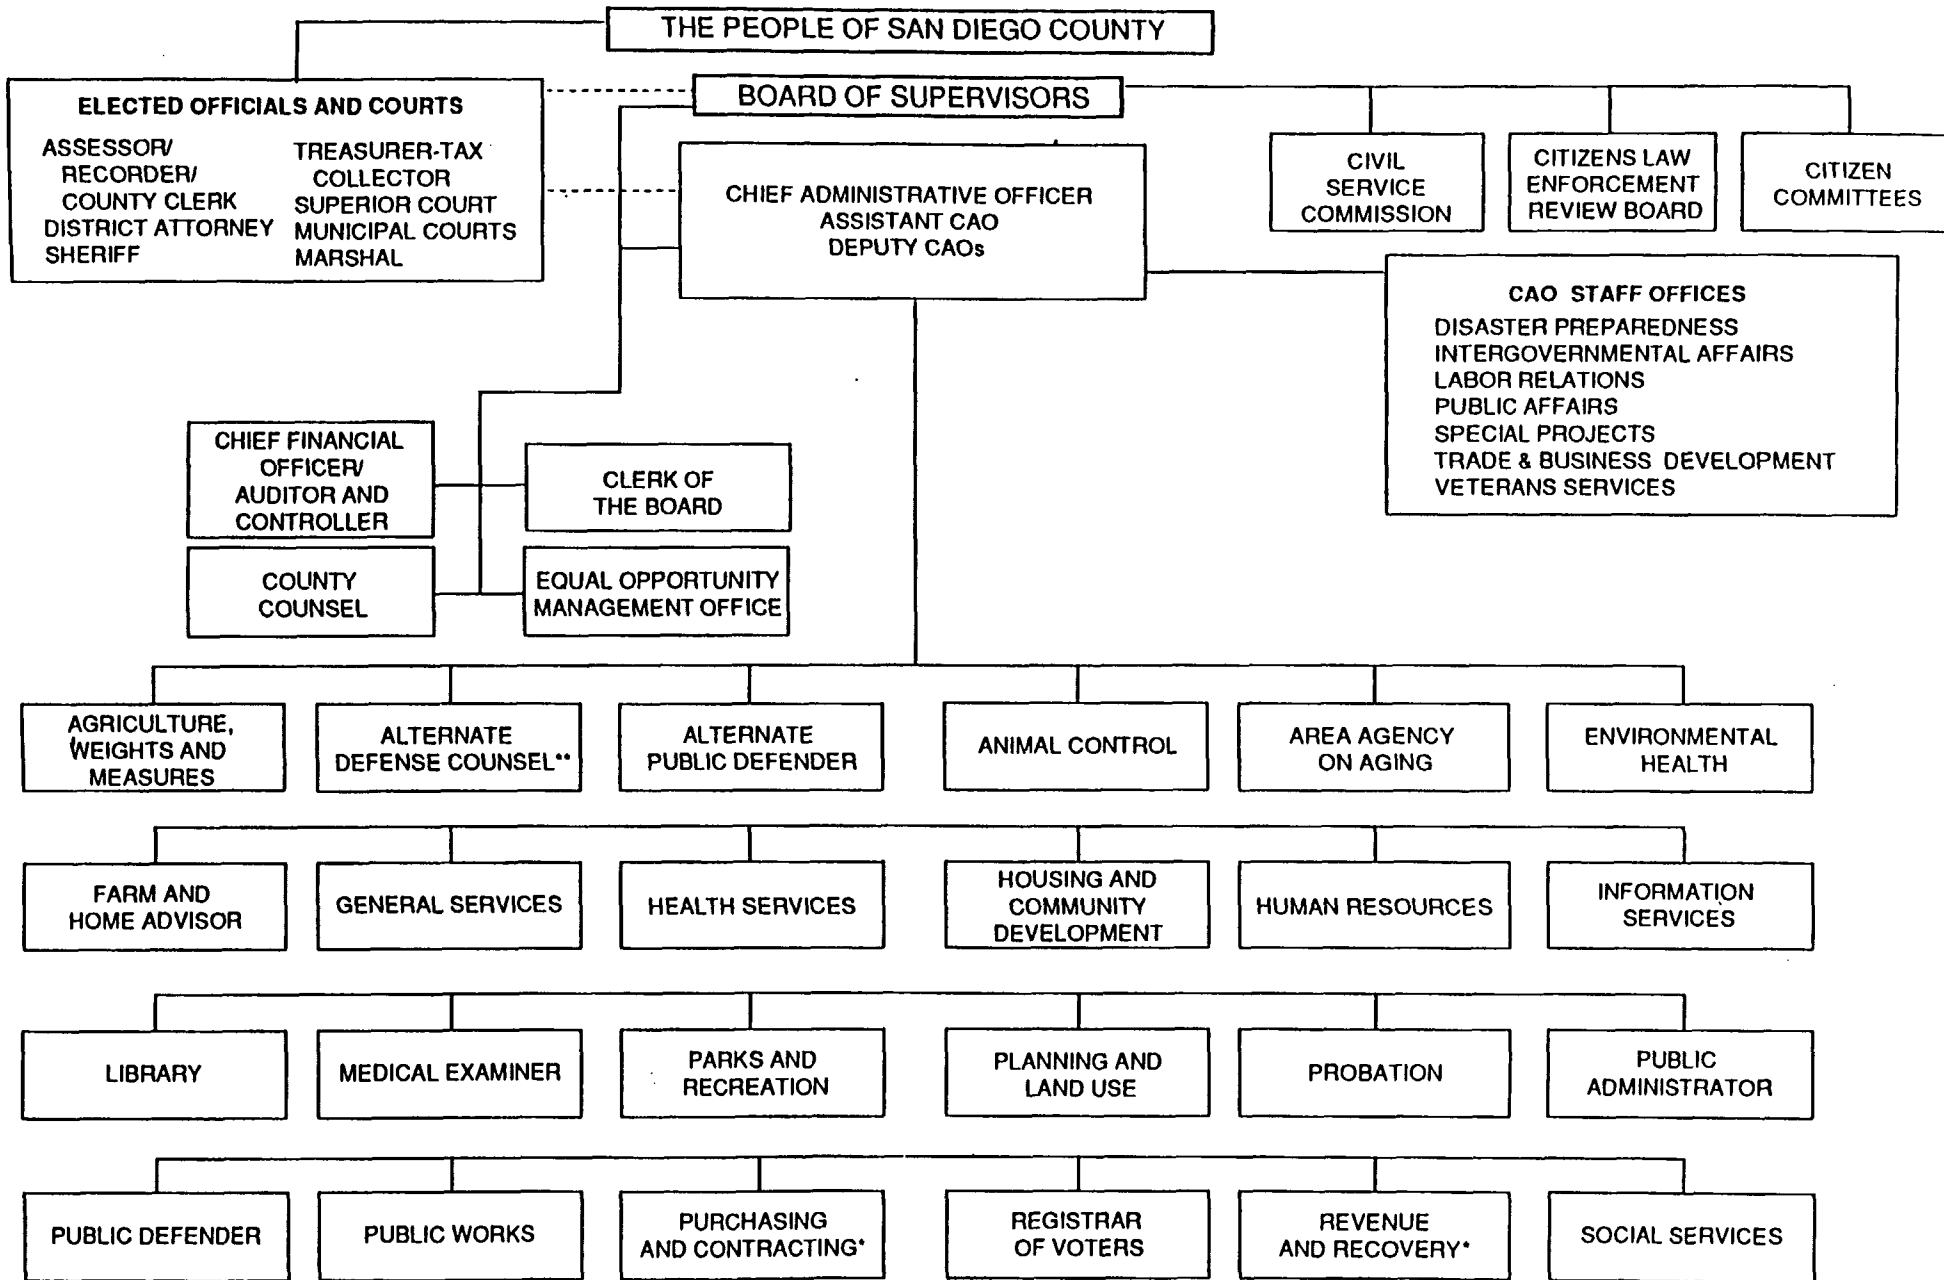 THE PEOPLE OF SAN DIEGO COUNTY
ELECTED OFFICIALS AND COURTS
ASSESSOR/
RECORDER/
COUNTY CLERK
DISTRICT ATTORNEY
SHERIFF
TREASURER-TAX
COLLECTOR
SUPERIOR COURT
MUNICIPAL COURTS
MARSHAL
BOARD OF SUPERVISORS
CHIEF ADMINISTRATIVE OFFICER
ASSISTANT CAO
DEPUTY CAOs
CIVIL
SERVICE
COMMISSION
CITIZENS LAW
ENFORCEMENT
REVIEW BOARD
CITIZEN
COMMITTEES
CAO STAFF OFFICES
DISASTER PREPAREDNESS
INTERGOVERNMENTAL AFFAIRS
LABOR RELATIONS
PUBLIC AFFAIRS
SPECIAL PROJECTS
TRADE & BUSINESS DEVELOPMENT
VETERANS SERVICES
CHIEF FINANCIAL
OFFICER/
AUDITOR AND
CONTROLLER
CLERK OF
THE BOARD
COUNTY
COUNSEL
EQUAL OPPORTUNITY
MANAGEMENT OFFICE
AGRICULTURE,
WEIGHTS AND
MEASURES
ALTERNATE
DEFENSE COUNSEL**
ALTERNATE
PUBLIC DEFENDER
ANIMAL CONTROL
AREA AGENCY
ON AGING
ENVIRONMENTAL
HEALTH
FARM AND
HOME ADVISOR
GENERAL SERVICES
HEALTH SERVICES
HOUSING AND
COMMUNITY
DEVELOPMENT
HUMAN RESOURCES
INFORMATION
SERVICES
LIBRARY
MEDICAL EXAMINER
PARKS AND
RECREATION
PLANNING AND
LAND USE
PROBATION
PUBLIC
ADMINISTRATOR
PUBLIC DEFENDER
PUBLIC WORKS
PURCHASING
AND CONTRACTING*
REGISTRAR
OF VOTERS
REVENUE
AND RECOVERY*
SOCIAL SERVICES